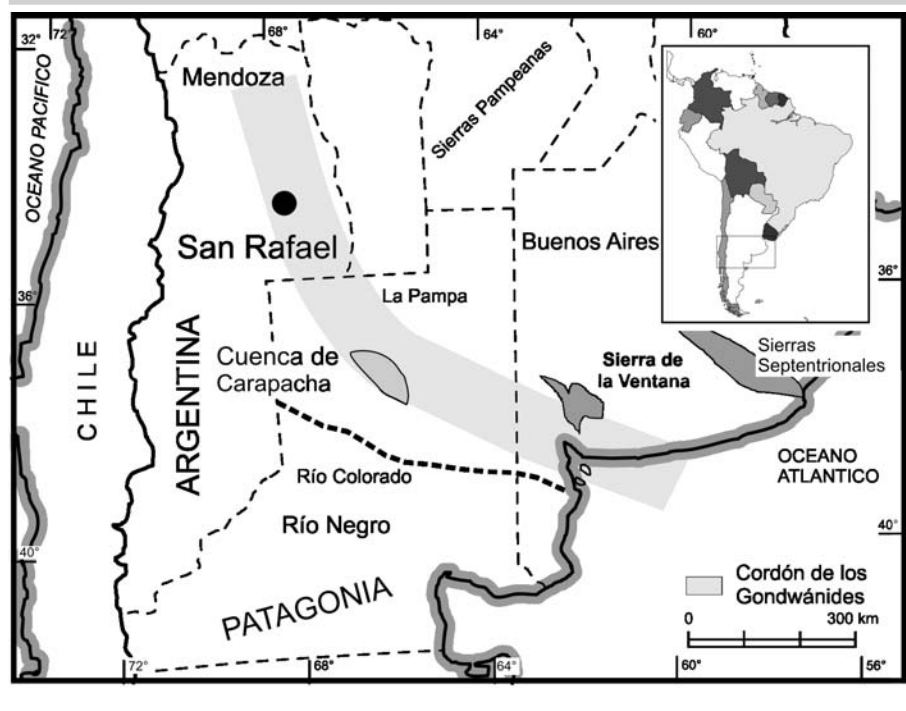 32°
72°
68°
64°
60°
OCEANO PACIFICO
Mendoza
Sierras Pampeanas
San Rafael
Buenos Aires
36°
36°
La Pampa
CHILE
ARGENTINA
Cuenca de
Carapacha
Sierra de
la Ventana
Sierras
Septentrionales
OCEANO
ATLANTICO
Río Colorado
Río Negro
40°
40°
PATAGONIA
Cordón de los
Gondwánides
0
300 km
72°
68°
64°
60°
56°